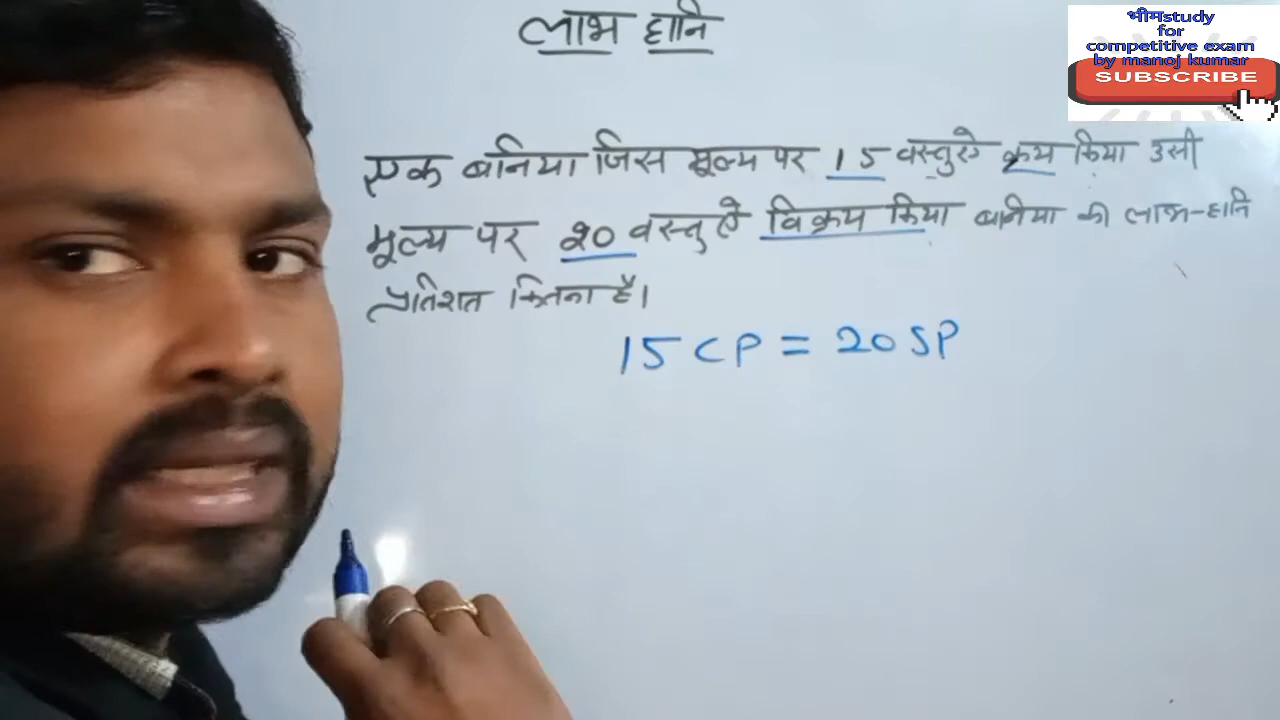 लाभ हानि
भीमstudy
for
competitive exam
by manoj kumar
SUBSCRIBE
एक बनिया जिस मूल्य पर 15 वस्तुऐ क्रय किया उसी
मूल्य पर 20 वस्तुऐ विक्रय किया बनिया की लाभ-हानि
प्रतिशत कितना है।
15 CP = 20 SP